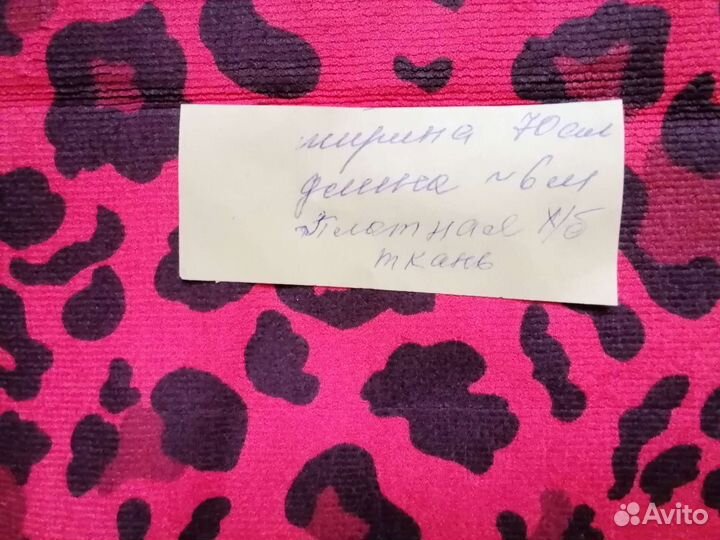 ширина 70см
длина ~6м
Плотная х/б
ткань
Avito